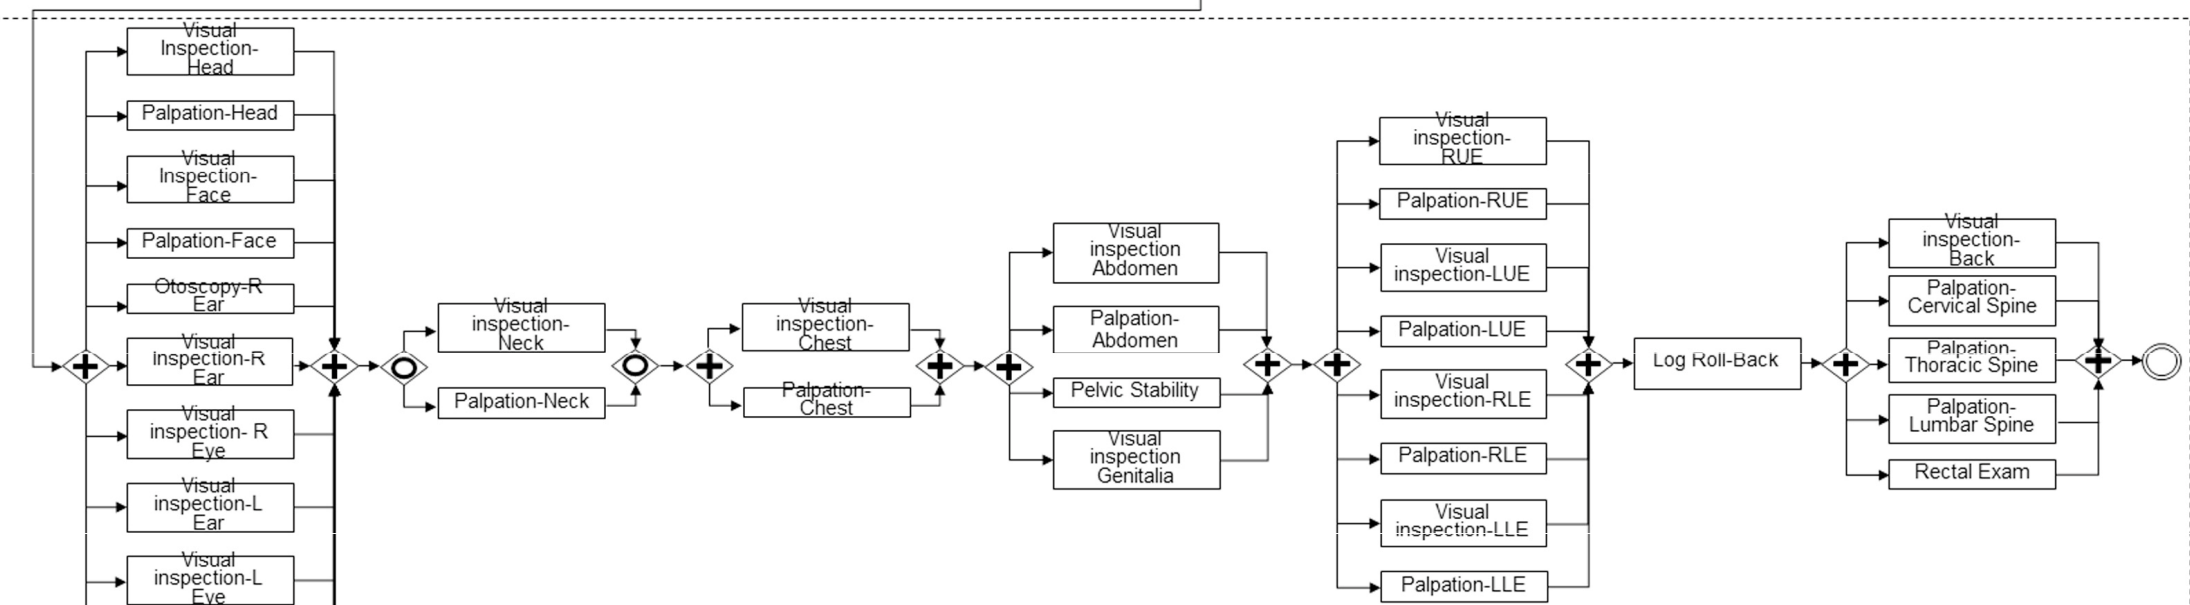 Visual
Inspection-
Head
Palpation-Head
Visual
Inspection-
Face
Palpation-Face
Otoscopy-R
Ear
Visual
inspection-R
Ear
Visual
inspection- R
Eye
Visual
inspection-L
Ear
Visual
inspection-L
Eye
Visual
inspection-
Neck
Palpation-Neck
Visual
inspection-
Chest
Palpation-
Chest
Visual
inspection
Abdomen
Palpation-
Abdomen
Pelvic Stability
Visual
inspection
Genitalia
Visual
inspection-
RUE
Palpation-RUE
Visual
inspection-LUE
Palpation-LUE
Visual
inspection-RLE
Palpation-RLE
Visual
inspection-LLE
Palpation-LLE
Log Roll-Back
Visual
inspection-
Back
Palpation-
Cervical Spine
Palpation-
Thoracic Spine
Palpation-
Lumbar Spine
Rectal Exam